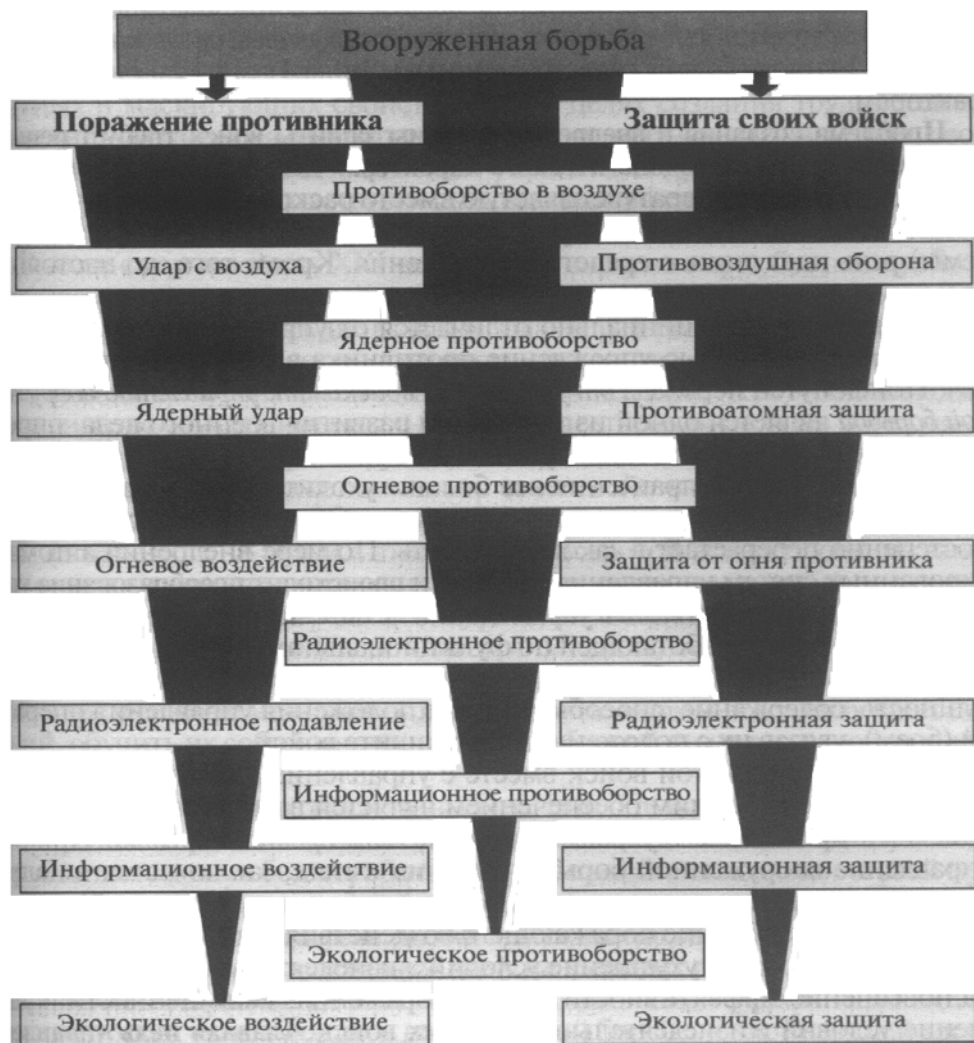 Вооруженная борьба
Поражение противника
Защита своих войск
Противоборство в воздухе
Удар с воздуха
Противовоздушная оборона
Ядерное противоборство
Ядерный удар
Противоатомная защита
Огневое противоборство
Огневое воздействие
Защита от огня противника
Радиоэлектронное противоборство
Радиоэлектронное подавление
Радиоэлектронная защита
Информационное противоборство
Информационное воздействие
Информационная защита
Экологическое противоборство
Экологическое воздействие
Экологическая защита